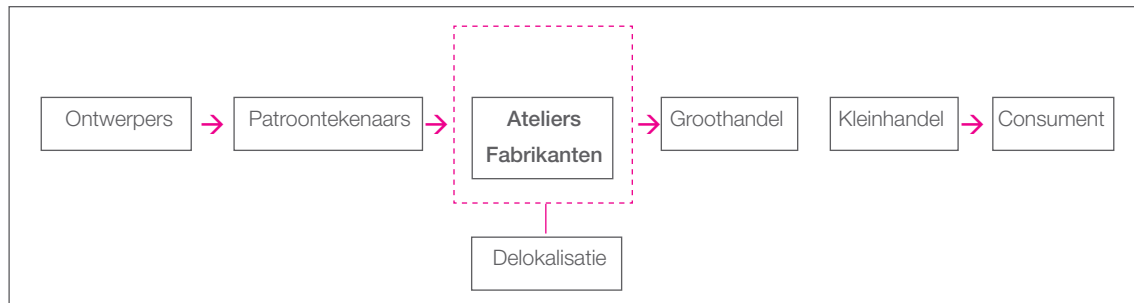 Ontwerpers
Patroontekenaars
Ateliers
Fabrikanten
Groothandel
Kleinhandel
Consument
Delokalisatie